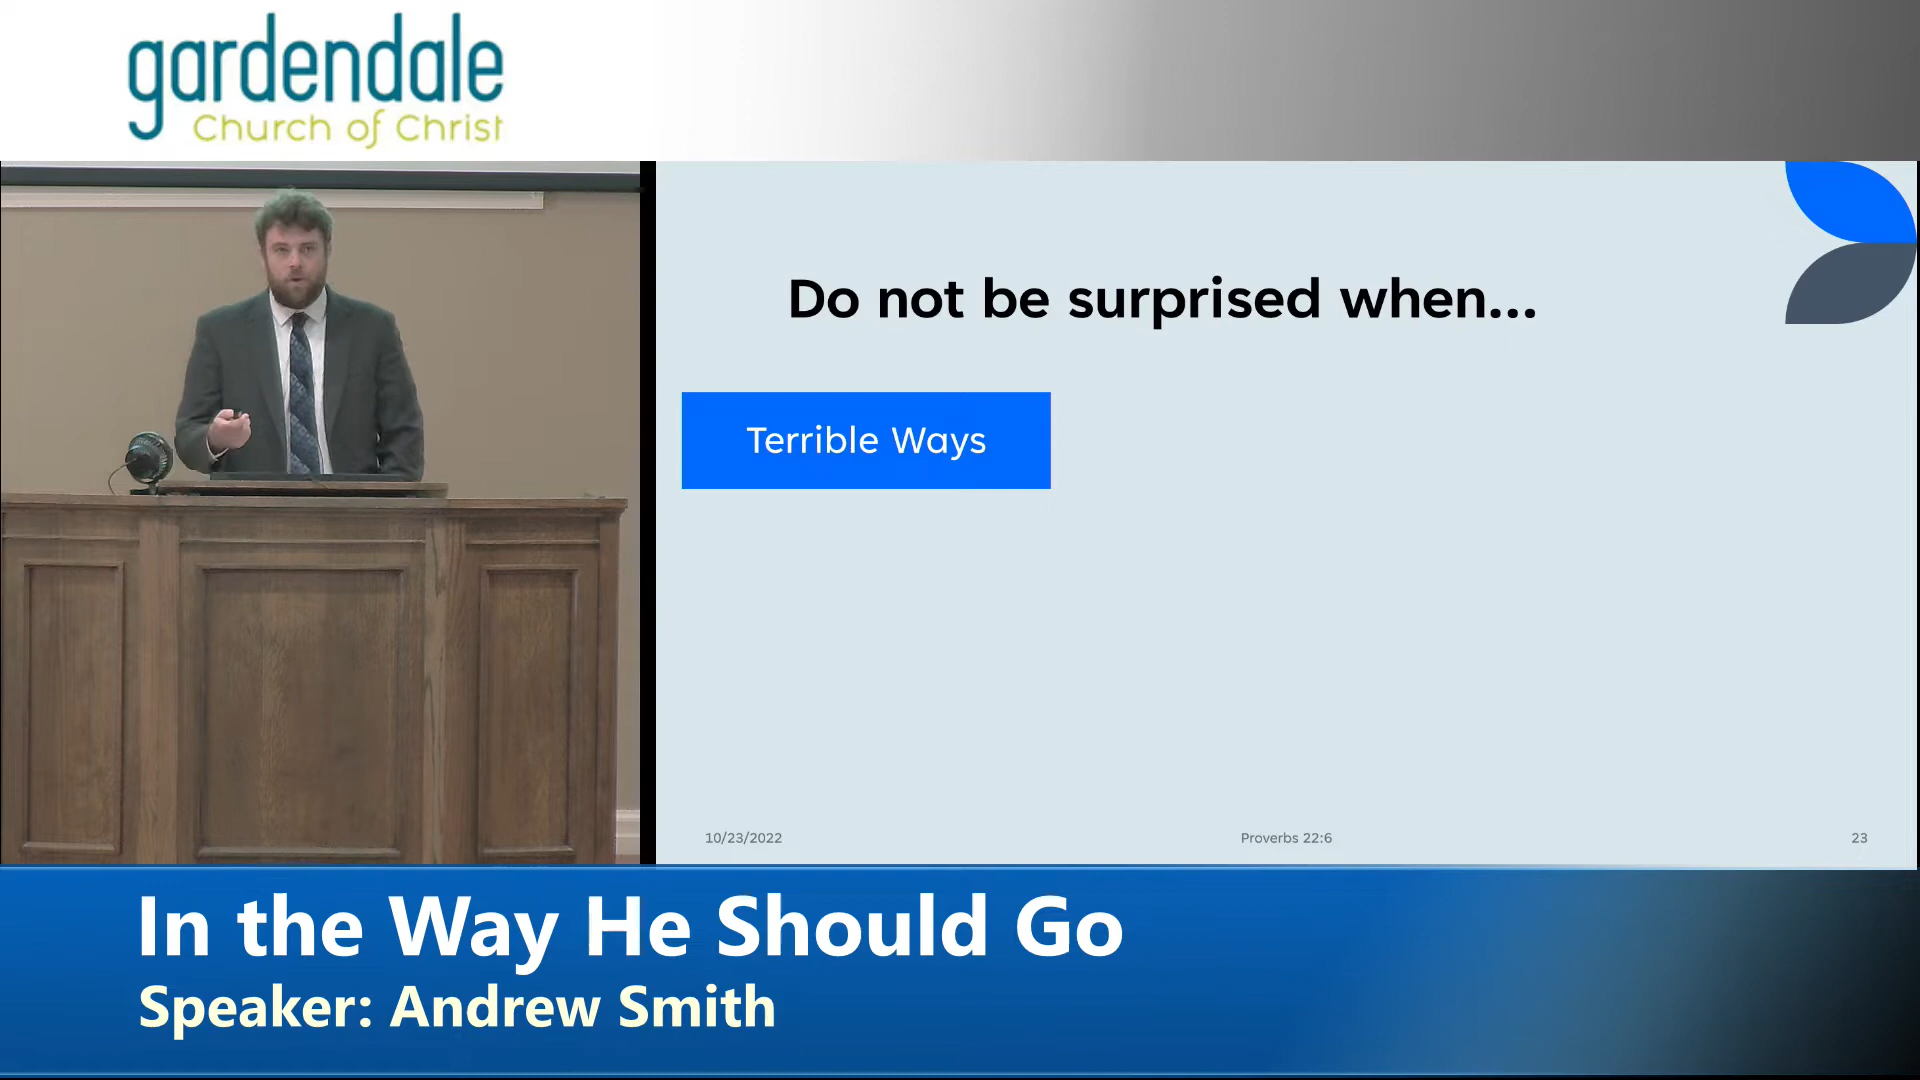 gardendale
Church of Christ
Do not be surprised when...
Terrible Ways
10/23/2022
Proverbs 22:6
23
In the Way He Should Go
Speaker: Andrew Smith